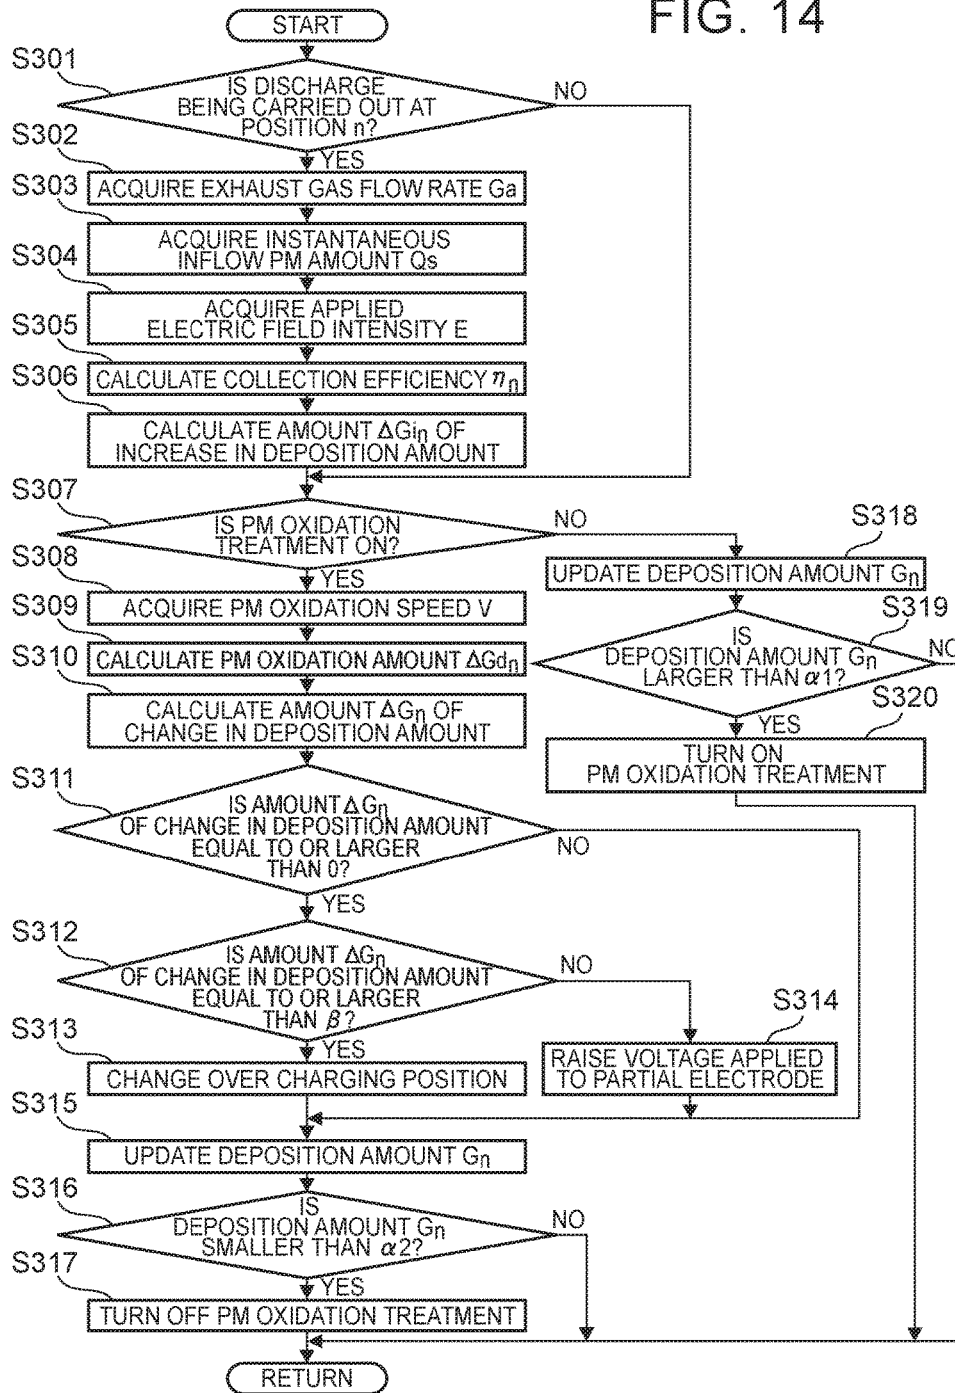 FIG. 14
START
S301
IS DISCHARGE
BEING CARRIED OUT AT
POSITION n?
NO
YES
S302
ACQUIRE EXHAUST GAS FLOW RATE Ga
S303
ACQUIRE INSTANTANEOUS
INFLOW PM AMOUNT Qs
S304
ACQUIRE APPLIED
ELECTRIC FIELD INTENSITY E
S305
CALCULATE COLLECTION EFFICIENCY ηn
S306
CALCULATE AMOUNT ΔGin OF
INCREASE IN DEPOSITION AMOUNT
S307
IS PM OXIDATION
TREATMENT ON?
NO
YES
S308
ACQUIRE PM OXIDATION SPEED V
S309
CALCULATE PM OXIDATION AMOUNT ΔGdn
S310
CALCULATE AMOUNT ΔGn OF
CHANGE IN DEPOSITION AMOUNT
S311
IS AMOUNT ΔGn
OF CHANGE IN DEPOSITION AMOUNT
EQUAL TO OR LARGER
THAN 0?
NO
YES
S312
IS AMOUNT ΔGn
OF CHANGE IN DEPOSITION AMOUNT
EQUAL TO OR LARGER
THAN β?
NO
YES
S313
CHANGE OVER CHARGING POSITION
S314
RAISE VOLTAGE APPLIED
TO PARTIAL ELECTRODE
S315
UPDATE DEPOSITION AMOUNT Gn
S316
IS
DEPOSITION AMOUNT Gn
SMALLER THAN α2?
NO
YES
S317
TURN OFF PM OXIDATION TREATMENT
S318
UPDATE DEPOSITION AMOUNT Gn
S319
IS
DEPOSITION AMOUNT Gn
LARGER THAN α1?
NO
YES
S320
TURN ON
PM OXIDATION TREATMENT
RETURN